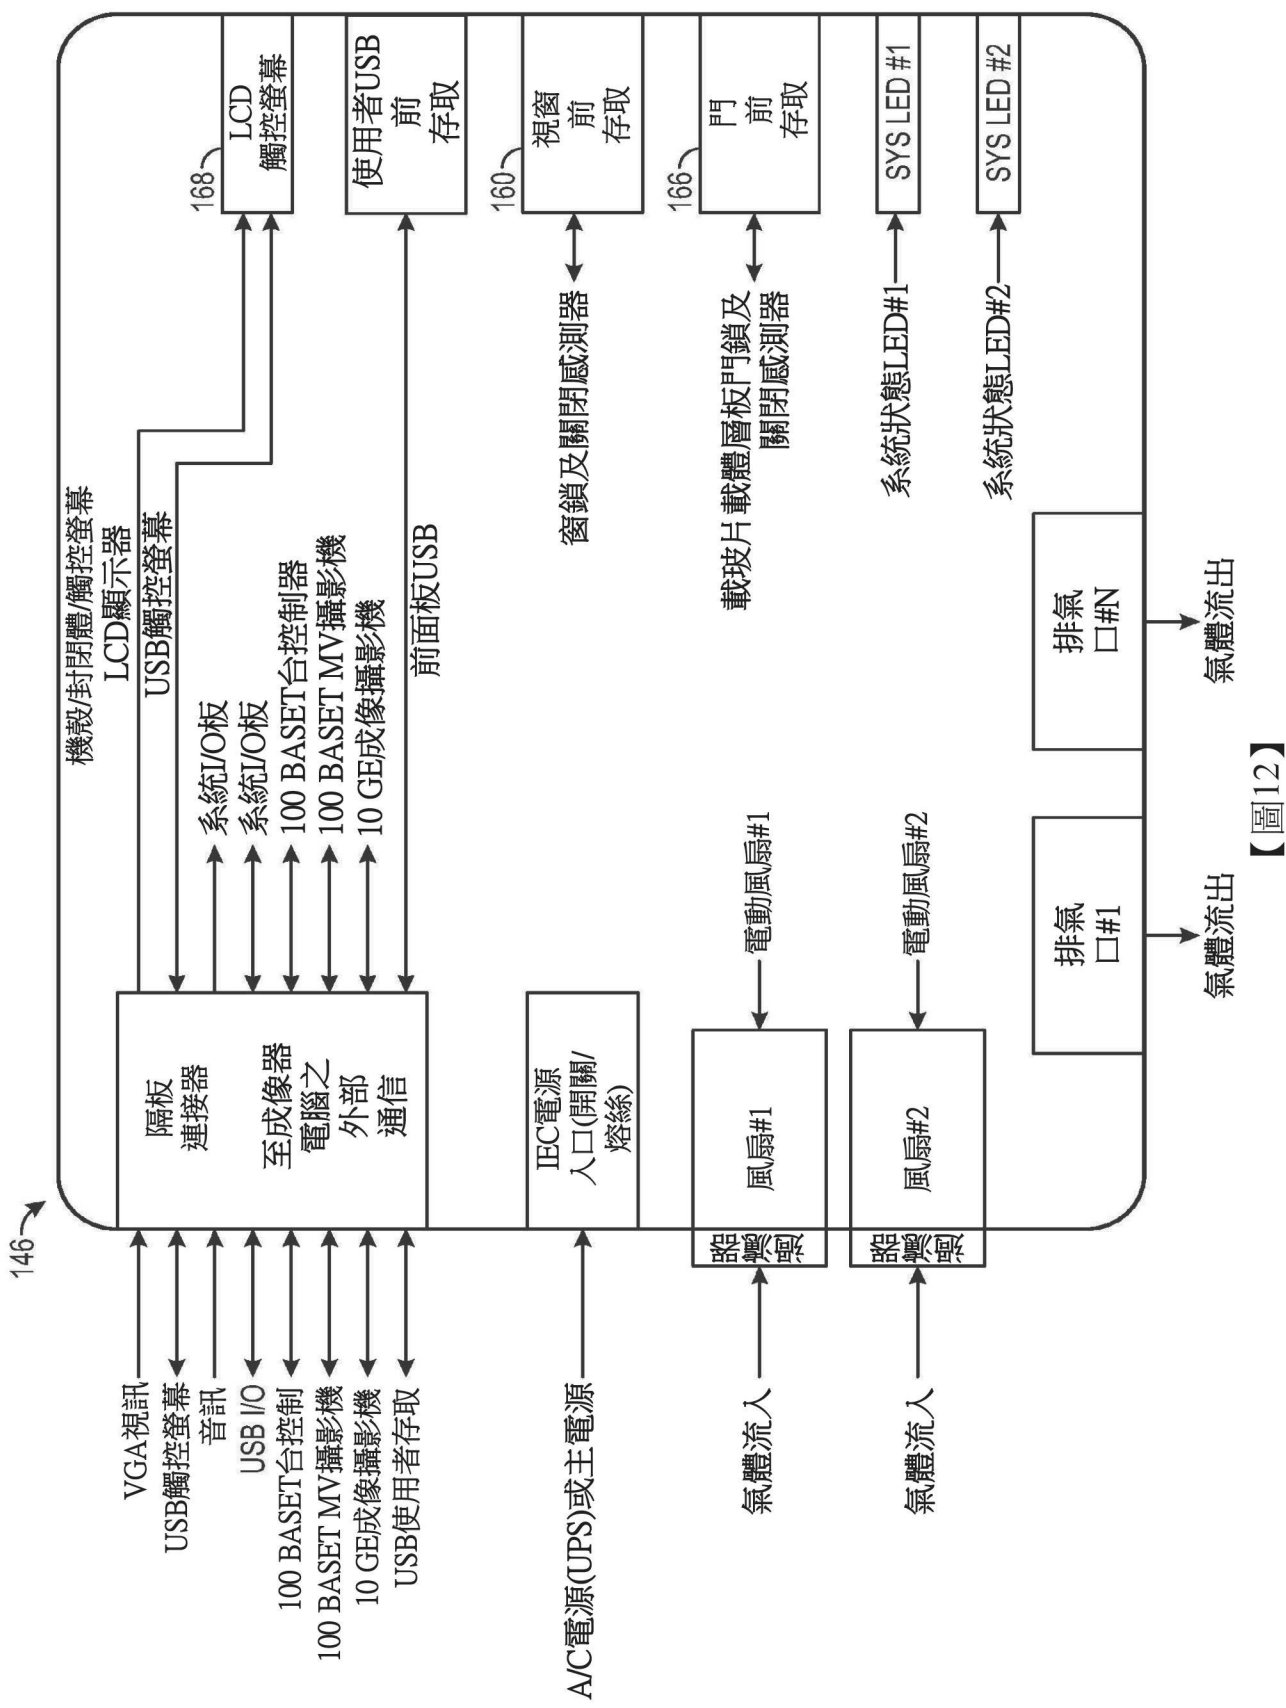 146
機殼/封閉體/觸控螢幕
LCD顯示器
USB觸控螢幕
VGA視訊
USB觸控螢幕
音訊
USB I/O
100 BASET台控制
100 BASET MV攝影機
10 GE成像攝影機
USB使用者存取
隔板
連接器
至成像器
電腦之
外部
通信
系統I/O板
系統I/O板
100 BASET台控制器
100 BASET MV攝影機
10 GE成像攝影機
前面板USB
168
LCD
觸控螢幕
使用者USB
前
存取
A/C電源(UPS)或主電源
IEC電源
入口(開關/
熔絲)
窗鎖及關閉感測器
160
視窗
前
存取
氣體流入
過濾器
風扇#1
電動風扇#1
載玻片載體層板門鎖及
關閉感測器
166
門
前
存取
氣體流入
過濾器
風扇#2
電動風扇#2
系統狀態LED#1
SYS LED #1
系統狀態LED#2
SYS LED #2
排氣
口#1
氣體流出
排氣
口#N
氣體流出
【圖12】